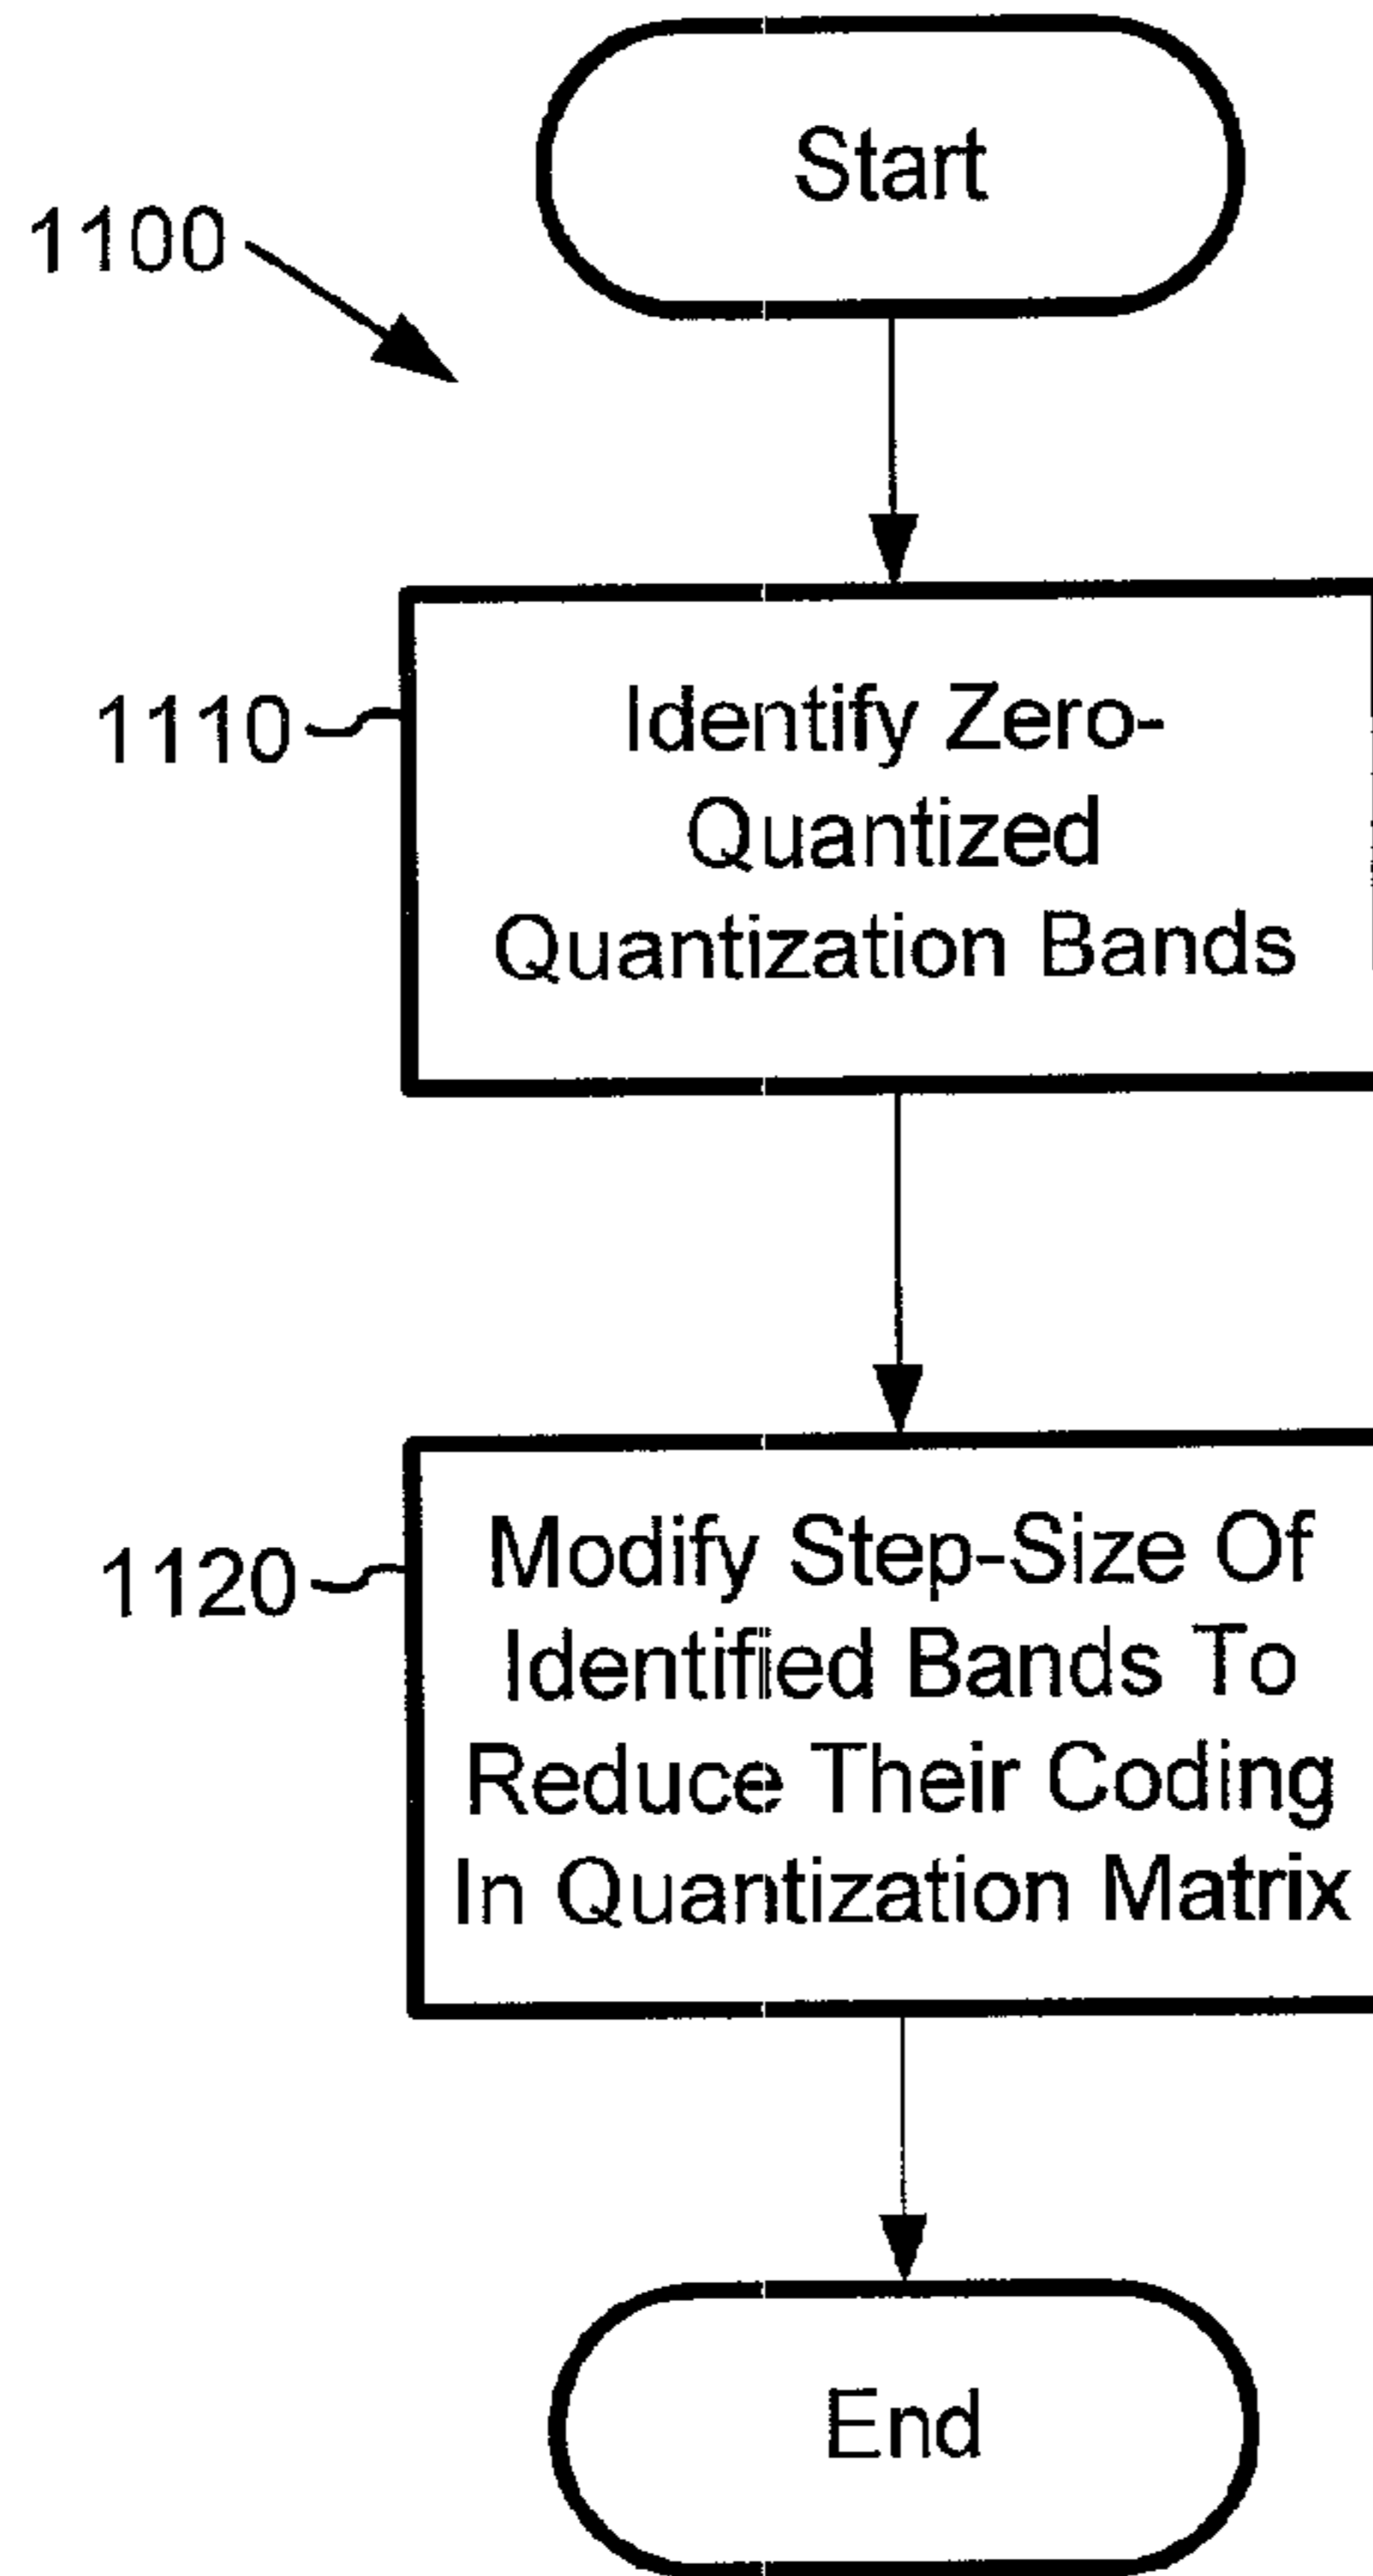 Start
1100
1110
Identify Zero-
Quantized
Quantization Bands
1120
Modify Step-Size Of
Identified Bands To
Reduce Their Coding
In Quantization Matrix
End